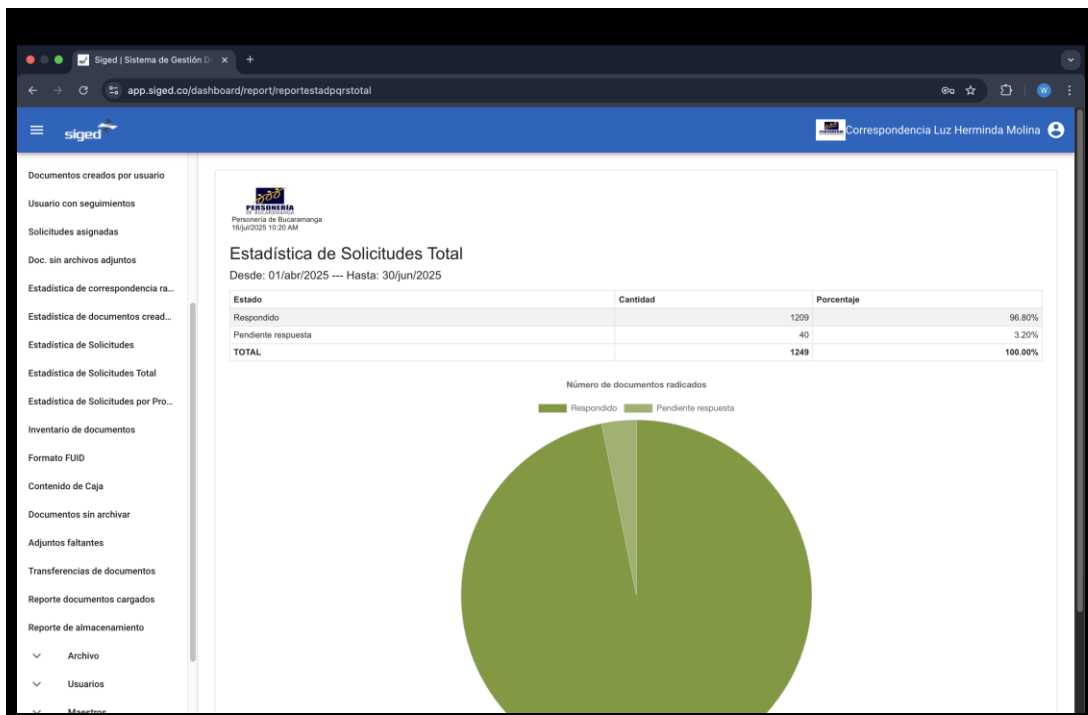 Siged | Sistema de Gestión D
app.siged.co/dashboard/report/reportestadpqrstotal
W
siged
Correspondencia Luz Herminda Molina
Documentos creados por usuario
Usuario con seguimientos
Solicitudes asignadas
Doc. sin archivos adjuntos
Estadística de correspondencia ra...
Estadística de documentos cread...
Estadística de Solicitudes
Estadística de Solicitudes Total
Estadística de Solicitudes por Pro...
Inventario de documentos
Formato FUID
Contenido de Caja
Documentos sin archivar
Adjuntos faltantes
Transferencias de documentos
Reporte documentos cargados
Reporte de almacenamiento
Archivo
Usuarios
Maestros
PERSONERIA
DE BUCARAMANGA
Personería de Bucaramanga
16/jul/2025 10:20 AM
Estadística de Solicitudes Total
Desde: 01/abr/2025 --- Hasta: 30/jun/2025
Estado Cantidad Porcentaje
Respondido 1209 96.80%
Pendiente respuesta 40 3.20%
TOTAL 1249 100.00%
Número de documentos radicados
Respondido Pendiente respuesta